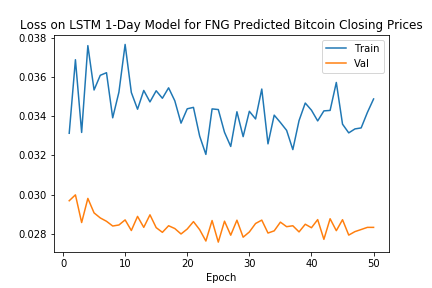 Loss on LSTM 1-Day Model for FNG Predicted Bitcoin Closing Prices
0.038
0.036
0.034
0.032
0.030
0.028
Train
Val
0 10 20 30 40 50
Epoch